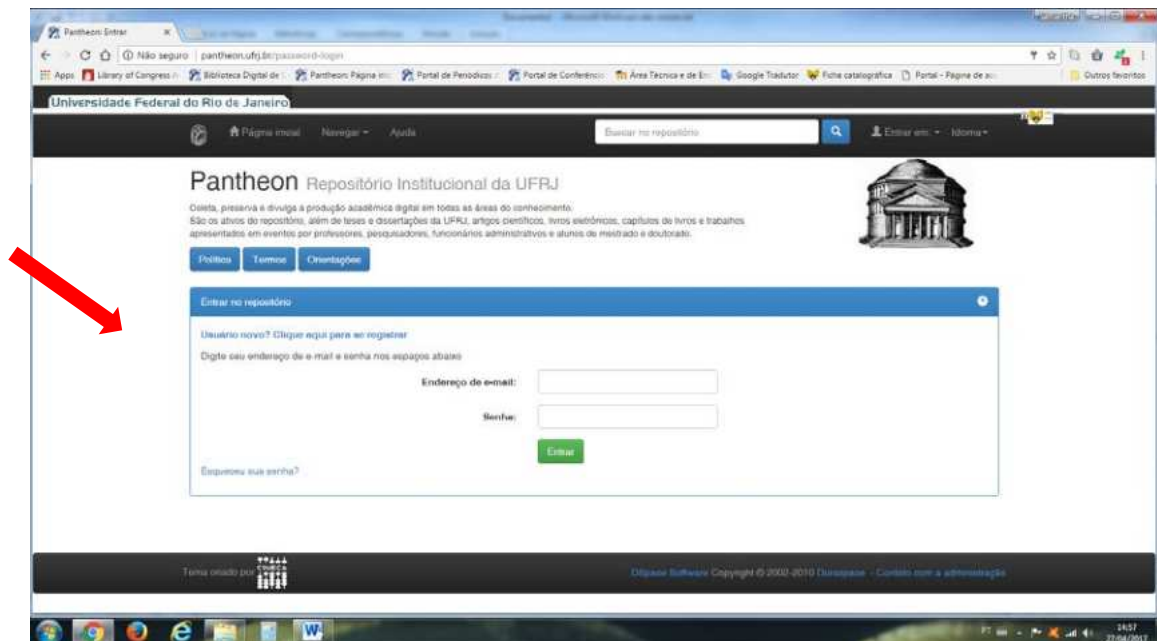 Pantheon: Entrar
Não seguro
pantheon.ufrj.br/password-login
Apps
Library of Congress
Biblioteca Digital de
Pantheon: Página ini
Portal de Periódicos
Portal de Conferênci
Área Técnica e de En
Google Tradutor
Ficha catalográfica
Portal - Página de
Outros favoritos
Universidade Federal do Rio de Janeiro
Página inicial
Navegar
Ajuda
Buscar no repositório
Entrar em:
Idioma
Pantheon Repositório Institucional da UFRJ
Coleta, preserva e divulga a produção acadêmica digital em todas as áreas do conhecimento.
São os ativos do repositório, além de teses e dissertações da UFRJ, artigos científicos, livros eletrônicos, capítulos de livros e trabalhos
apresentados em eventos por professores, pesquisadores, funcionários administrativos e alunos de mestrado e doutorado.
Política
Termos
Orientações
Entrar no repositório
Usuário novo? Clique aqui para se registrar
Digite seu endereço de e-mail e senha nos espaços abaixo
Endereço de e-mail:
Senha:
Entrar
Esqueceu sua senha?
Tema criado por
DSpace Software Copyright © 2002-2010 Duraspace - Contato com a administração
PT
14:57
27/04/2017